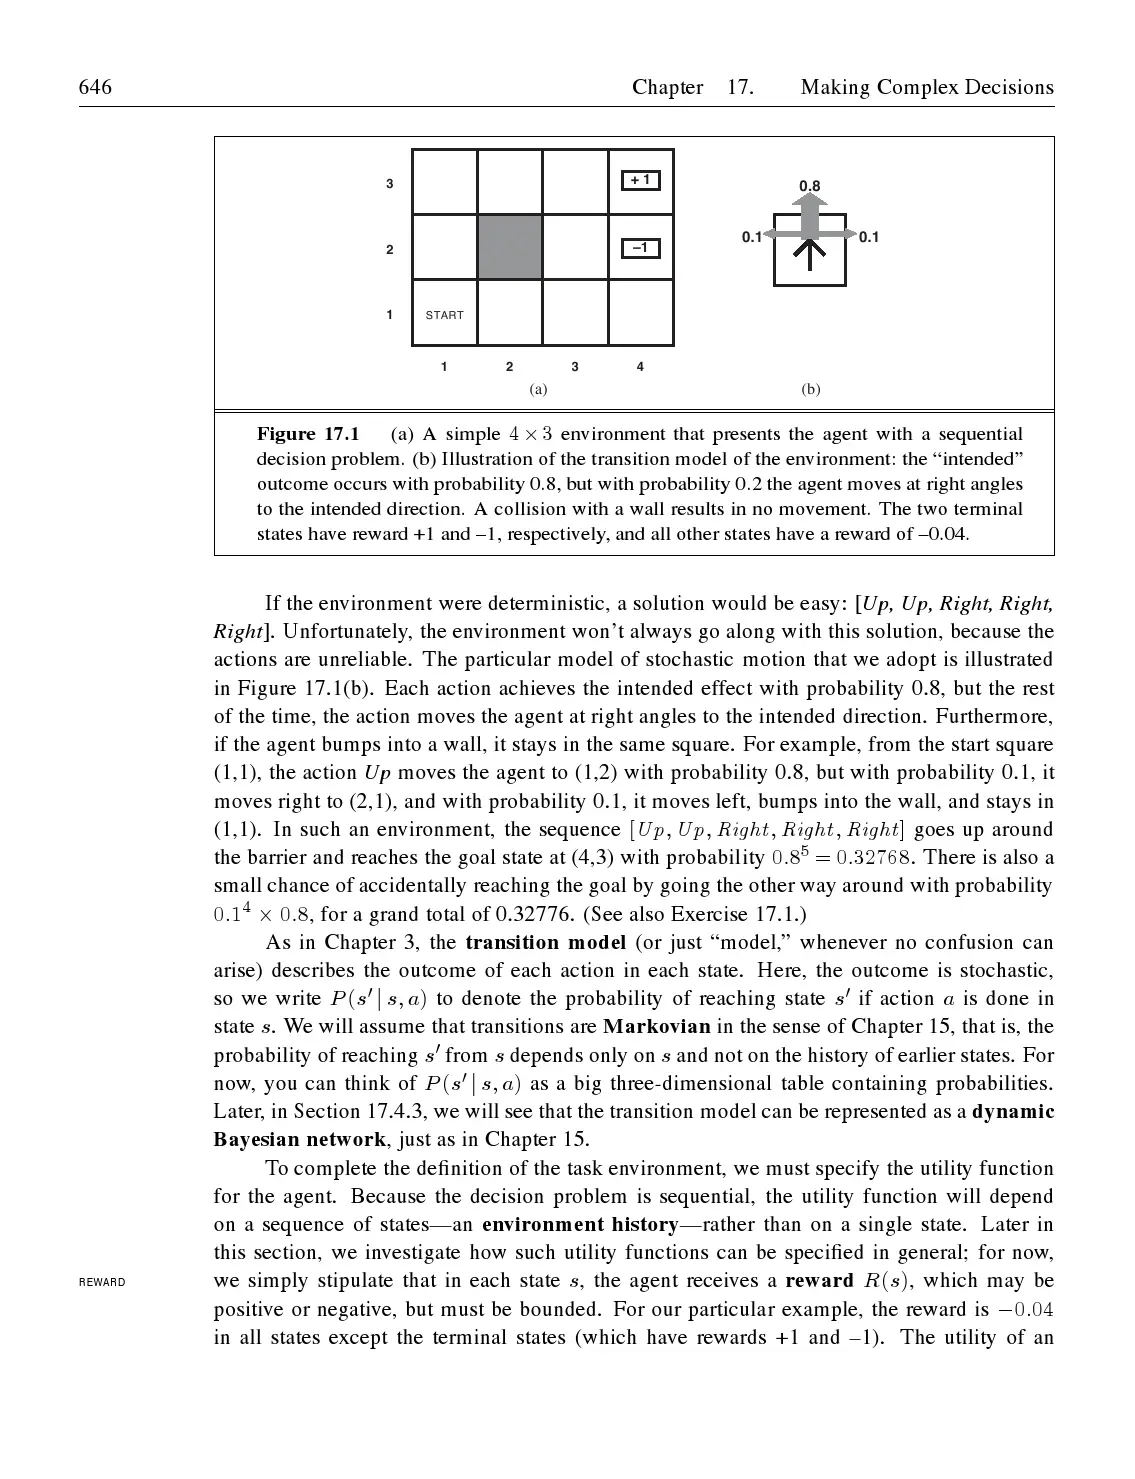 646 Chapter 17. Making Complex Decisions
3 + 1 0.8
2 –1 0.1 0.1
1 START
1 2 3 4
(a) (b)
Figure 17.1 (a) A simple 4 × 3 environment that presents the agent with a sequential
decision problem. (b) Illustration of the transition model of the environment: the “intended”
outcome occurs with probability 0.8, but with probability 0.2 the agent moves at right angles
to the intended direction. A collision with a wall results in no movement. The two terminal
states have reward +1 and –1, respectively, and all other states have a reward of –0.04.
If the environment were deterministic, a solution would be easy: [Up, Up, Right, Right,
Right]. Unfortunately, the environment won’t always go along with this solution, because the
actions are unreliable. The particular model of stochastic motion that we adopt is illustrated
in Figure 17.1(b). Each action achieves the intended effect with probability 0.8, but the rest
of the time, the action moves the agent at right angles to the intended direction. Furthermore,
if the agent bumps into a wall, it stays in the same square. For example, from the start square
(1,1), the action Up moves the agent to (1,2) with probability 0.8, but with probability 0.1, it
moves right to (2,1), and with probability 0.1, it moves left, bumps into the wall, and stays in
(1,1). In such an environment, the sequence [Up, Up, Right, Right, Right] goes up around
the barrier and reaches the goal state at (4,3) with probability 0.8⁵ = 0.32768. There is also a
small chance of accidentally reaching the goal by going the other way around with probability
0.1⁴ × 0.8, for a grand total of 0.32776. (See also Exercise 17.1.)
As in Chapter 3, the transition model (or just “model,” whenever no confusion can
arise) describes the outcome of each action in each state. Here, the outcome is stochastic,
so we write P(s′ | s, a) to denote the probability of reaching state s′ if action a is done in
state s. We will assume that transitions are Markovian in the sense of Chapter 15, that is, the
probability of reaching s′ from s depends only on s and not on the history of earlier states. For
now, you can think of P(s′ | s, a) as a big three-dimensional table containing probabilities.
Later, in Section 17.4.3, we will see that the transition model can be represented as a dynamic
Bayesian network, just as in Chapter 15.
To complete the definition of the task environment, we must specify the utility function
for the agent. Because the decision problem is sequential, the utility function will depend
on a sequence of states—an environment history—rather than on a single state. Later in
this section, we investigate how such utility functions can be specified in general; for now,
REWARD we simply stipulate that in each state s, the agent receives a reward R(s), which may be
positive or negative, but must be bounded. For our particular example, the reward is −0.04
in all states except the terminal states (which have rewards +1 and –1). The utility of an